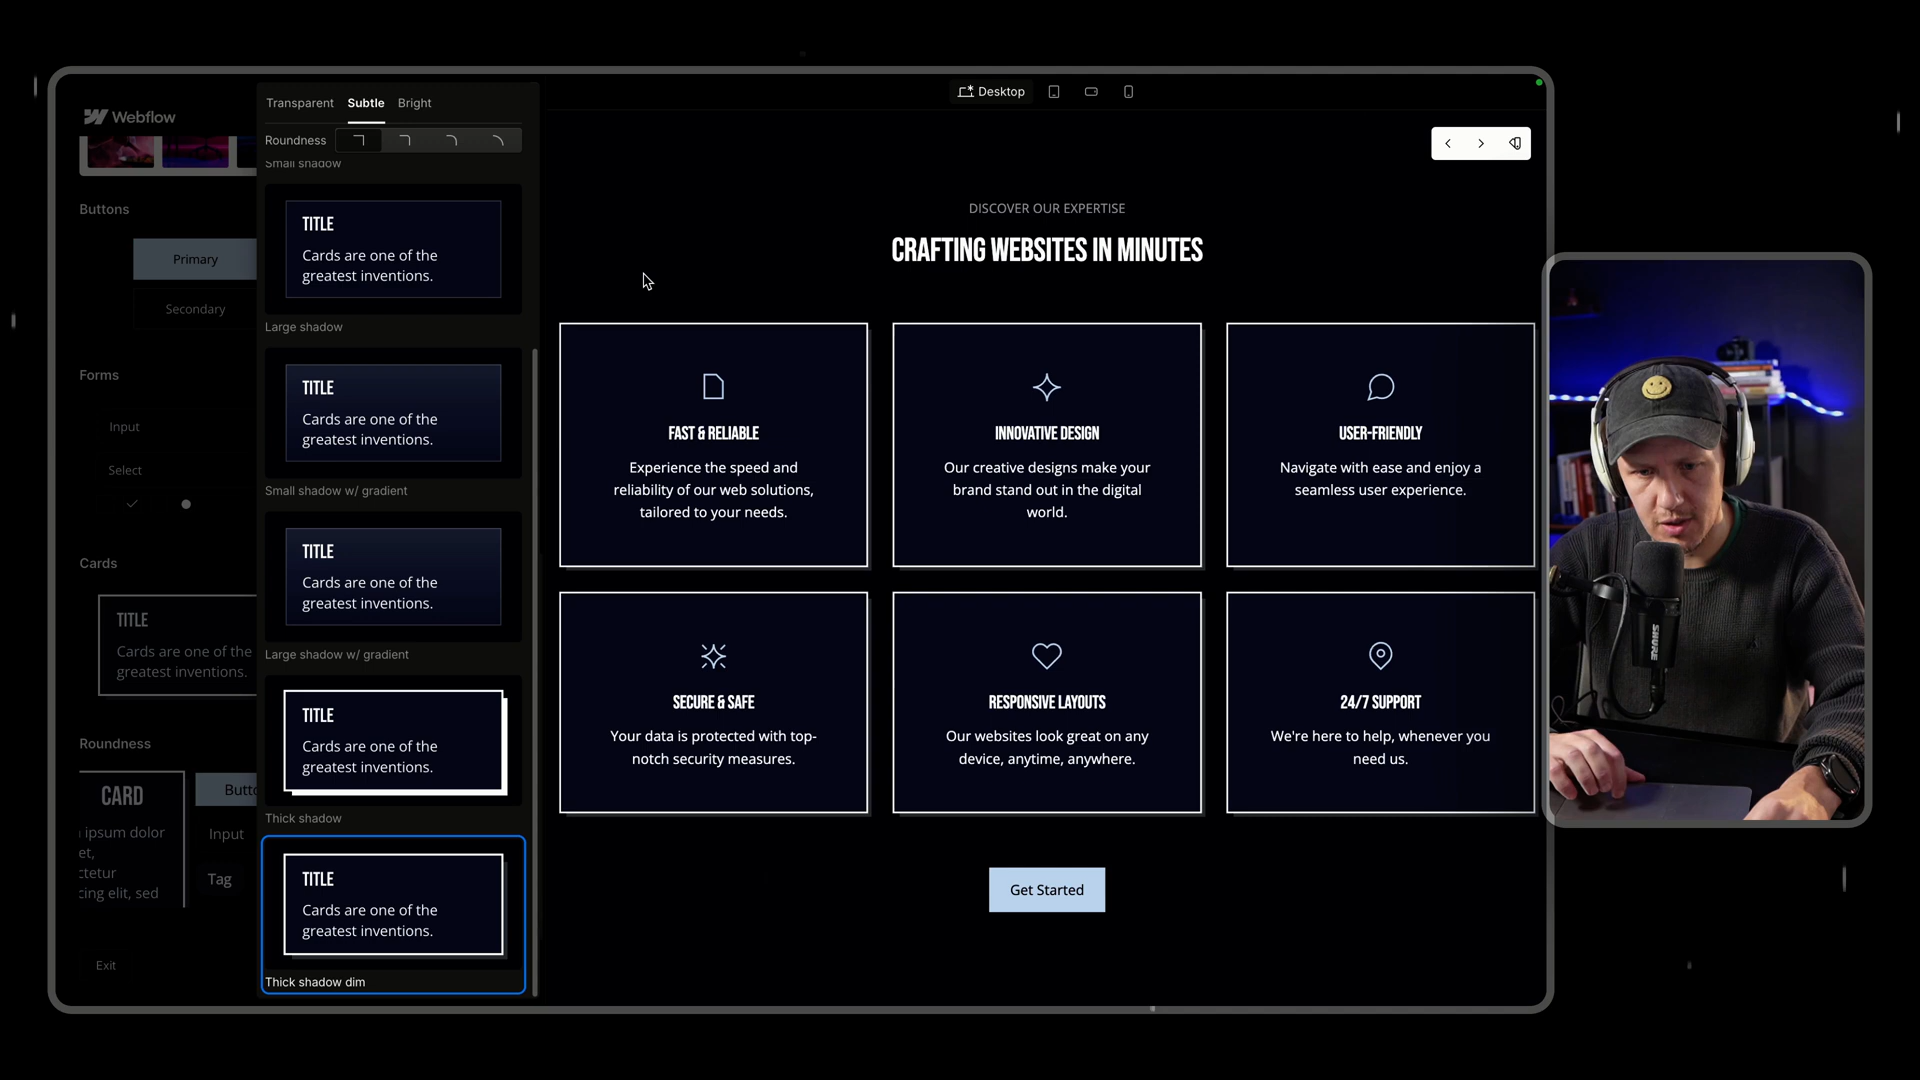 Webflow
Buttons
Primary
Secondary
Forms
Input
Select
Cards
TITLE
Cards are one of the
greatest inventions.
Roundness
CARD
ipsum dolor
et,
cing elit, sed
Input
Tag
Exit
Transparent
Subtle
Bright
Roundness
Small shadow
TITLE
Cards are one of the
greatest inventions.
Large shadow
TITLE
Cards are one of the
greatest inventions.
Small shadow w/ gradient
TITLE
Cards are one of the
greatest inventions.
Large shadow w/ gradient
TITLE
Cards are one of the
greatest inventions.
Thick shadow
TITLE
Cards are one of the
greatest inventions.
Thick shadow dim
Desktop
DISCOVER OUR EXPERTISE
CRAFTING WEBSITES IN MINUTES
FAST & RELIABLE
Experience the speed and
reliability of our web solutions,
tailored to your needs.
INNOVATIVE DESIGN
Our creative designs make your
brand stand out in the digital
world.
USER-FRIENDLY
Navigate with ease and enjoy a
seamless user experience.
SECURE & SAFE
Your data is protected with top-
notch security measures.
RESPONSIVE LAYOUTS
Our websites look great on any
device, anytime, anywhere.
24/7 SUPPORT
We're here to help, whenever you
need us.
Get Started
SHURE